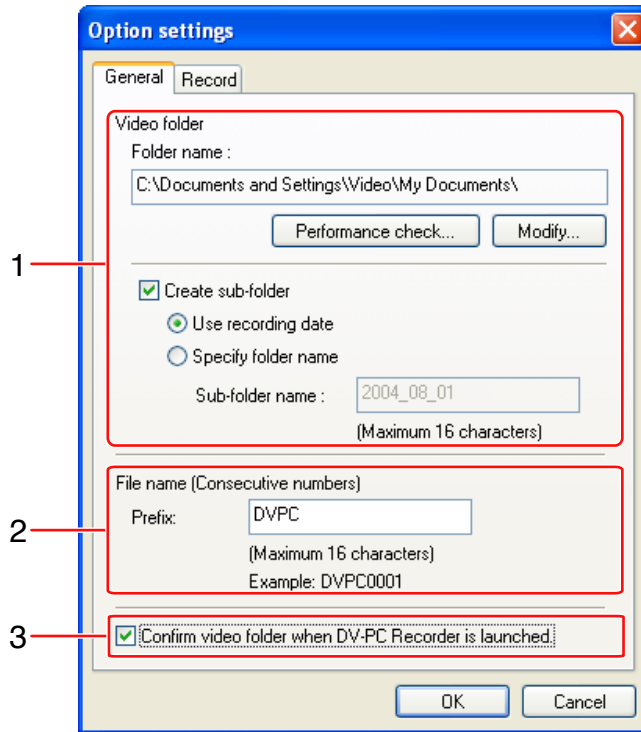 Option settings
General Record
Video folder
Folder name :
C:\Documents and Settings\Video\My Documents\
Performance check... Modify...
1
Create sub-folder
Use recording date
Specify folder name
Sub-folder name : 2004_08_01
(Maximum 16 characters)
File name (Consecutive numbers)
2
Prefix: DVPC
(Maximum 16 characters)
Example: DVPC0001
3
Confirm video folder when DV-PC Recorder is launched.
OK Cancel